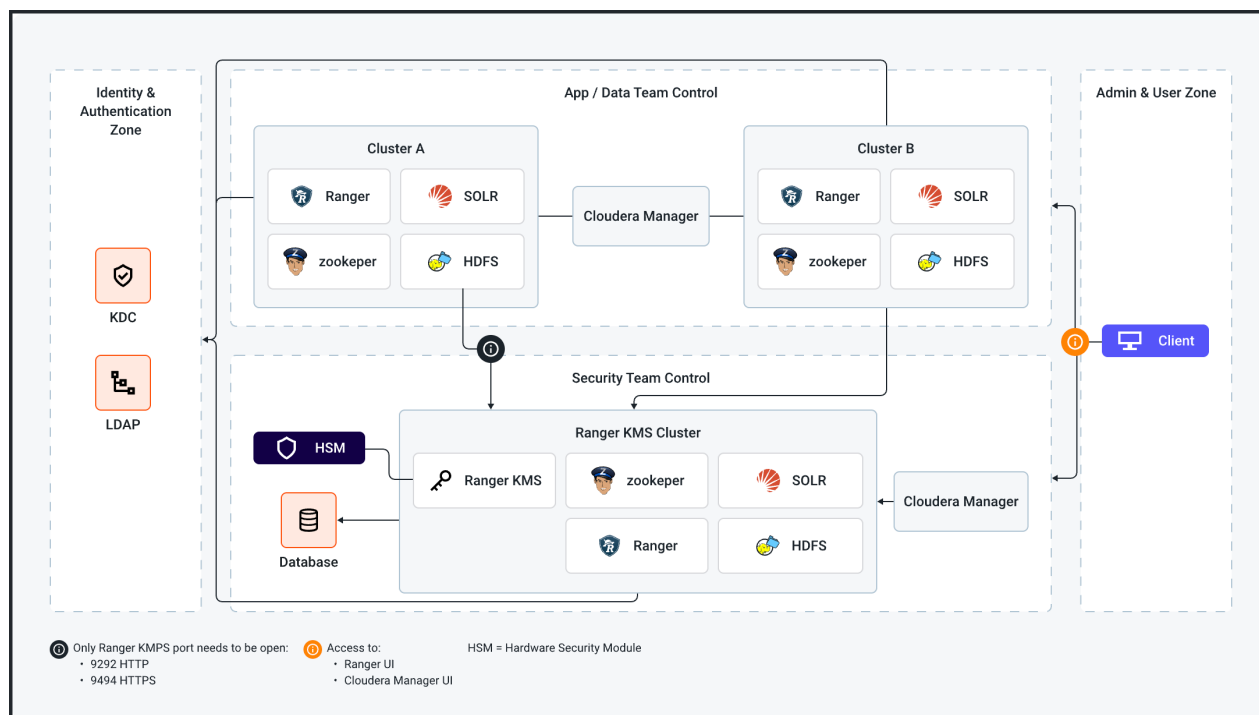 Identity &
Authentication
Zone
KDC
LDAP
App / Data Team Control
Cluster A
Ranger
SOLR
zookeper
HDFS
Cloudera Manager
Cluster B
Ranger
SOLR
zookeper
HDFS
Admin & User Zone
Client
Security Team Control
Ranger KMS Cluster
HSM
Ranger KMS
zookeper
SOLR
Ranger
HDFS
Database
Cloudera Manager
Only Ranger KMPS port needs to be open:
• 9292 HTTP
• 9494 HTTPS
Access to:
• Ranger UI
• Cloudera Manager UI
HSM = Hardware Security Module